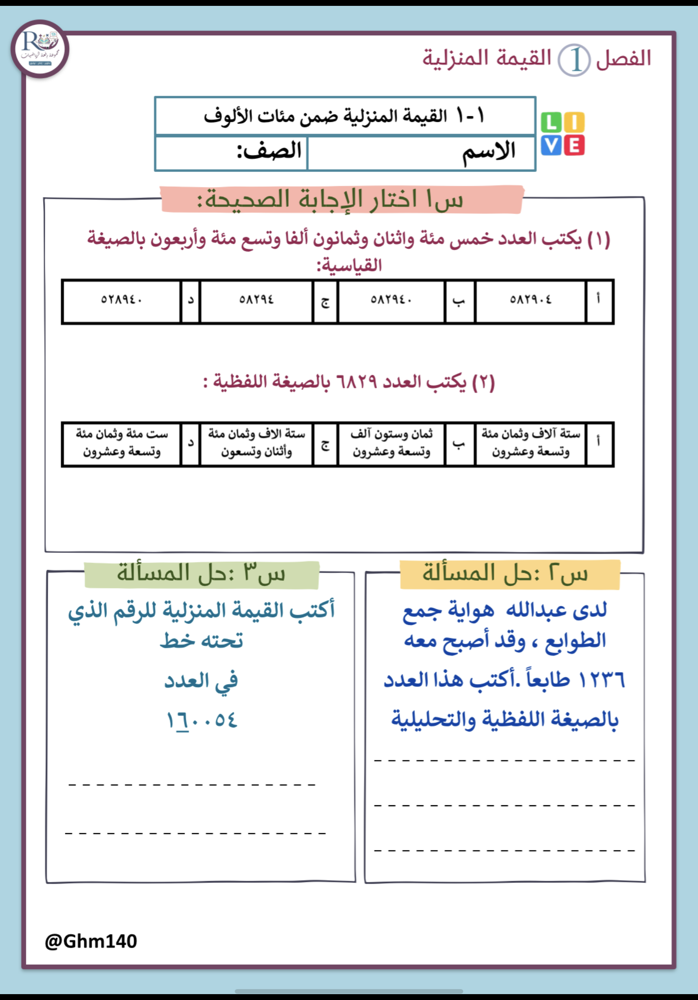 الفصل 1 القيمة المنزلية
R
مجموعة رفعة الرياضيات
١-١ القيمة المنزلية ضمن مئات الألوف
L I
V E
الاسم الصف:
س١ اختار الإجابة الصحيحة:
(١) يكتب العدد خمس مئة واثنان وثمانون ألفا وتسع مئة وأربعون بالصيغة
القياسية:
أ ٥٨٢٩٠٤ ب ٥٨٢٩٤٠ ج ٥٨٢٩٤ د ٥٢٨٩٤٠
(٢) يكتب العدد ٦٨٢٩ بالصيغة اللفظية :
أ ستة آلاف وثمان مئة وتسعة وعشرون ب ثمان وستون آلف وتسعة وعشرون ج ستة الاف وثمان مئة وأثنان وتسعون د ست مئة وثمان مئة وتسعة وعشرون
س٢ :حل المسألة
لدى عبدالله هواية جمع
الطوابع ، وقد أصبح معه
١٢٣٦ طابعاً .أكتب هذا العدد
بالصيغة اللفظية والتحليلية
س٣ :حل المسألة
أكتب القيمة المنزلية للرقم الذي
تحته خط
في العدد
١٦٠٠٥٤
@Ghm140